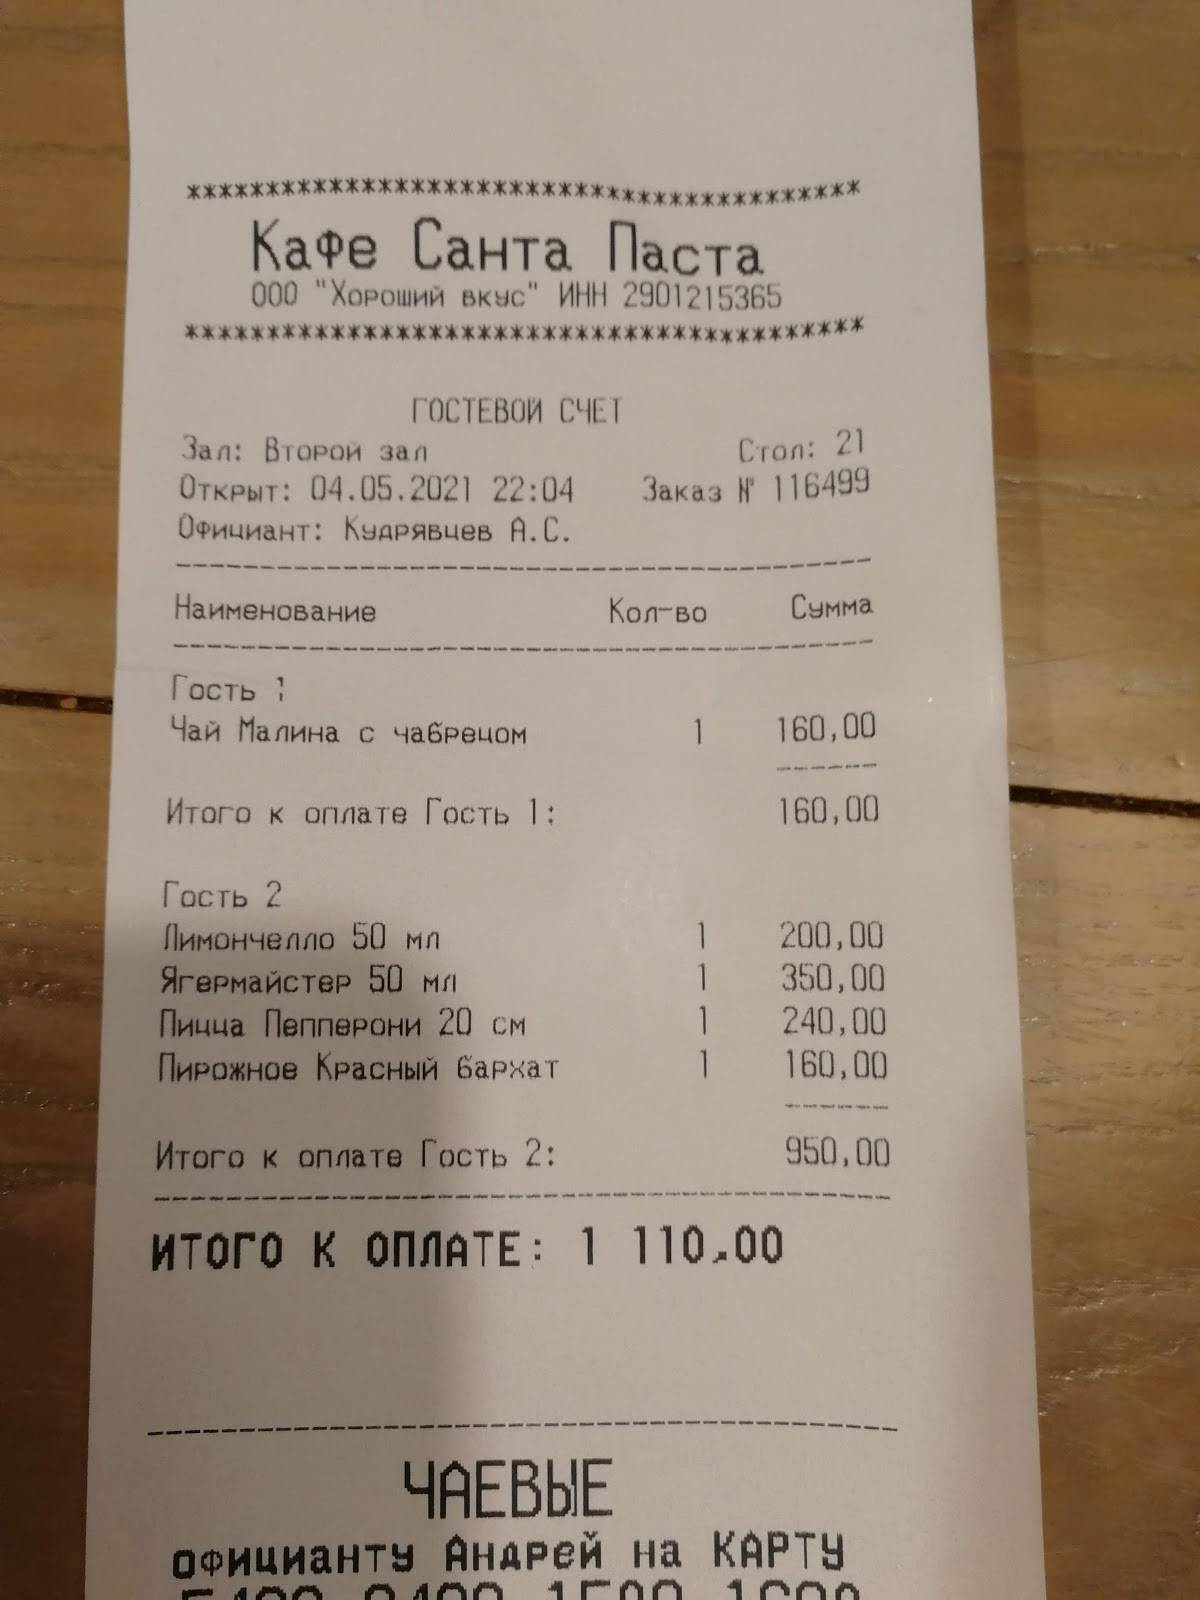 ******************************************
Кафе Санта Паста
ООО "Хороший вкус" ИНН 2901215365
******************************************
ГОСТЕВОЙ СЧЕТ
Зал: Второй зал Стол: 21
Открыт: 04.05.2021 22:04 Заказ № 116499
Официант: Кудрявцев А.С.
Наименование Кол-во Сумма
Гость 1
Чай Малина с чабрецом 1 160,00
Итого к оплате Гость 1: 160,00
Гость 2
Лимончелло 50 мл 1 200,00
Ягермайстер 50 мл 1 350,00
Пицца Пепперони 20 см 1 240,00
Пирожное Красный бархат 1 160,00
Итого к оплате Гость 2: 950,00
ИТОГО К ОПЛАТЕ: 1 110.00
ЧАЕВЫЕ
официанту Андрей на КАРТУ